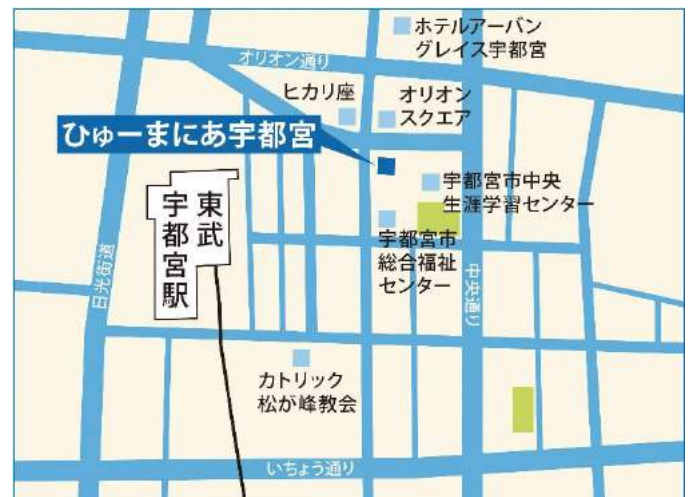 ホテルアーバン
グレイス宇都宮
オリオン通り
ヒカリ座
オリオン
スクエア
ひゅーまにあ宇都宮
宇都宮市中央
生涯学習センター
東武
宇都宮駅
宇都宮市
総合福祉
センター
日光街道
中央通り
カトリック
松が峰教会
いちょう通り